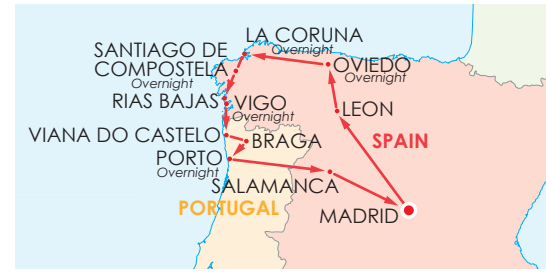 LA CORUNA
Overnight
SANTIAGO DE
COMPOSTELA
Overnight
OVIEDO
Overnight
RIAS BAJAS
VIGO
Overnight
LEON
VIANA DO CASTELO
BRAGA
SPAIN
PORTO
Overnight
SALAMANCA
PORTUGAL
MADRID